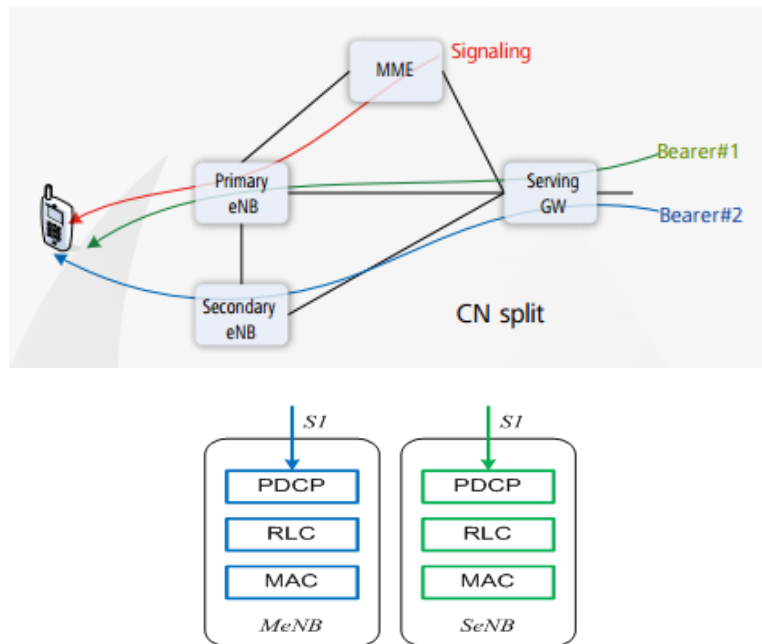 Signaling
MME
Bearer#1
Primary
eNB
Serving
GW
Bearer#2
Secondary
eNB
CN split
S1
S1
PDCP
PDCP
RLC
RLC
MAC
MAC
MeNB
SeNB